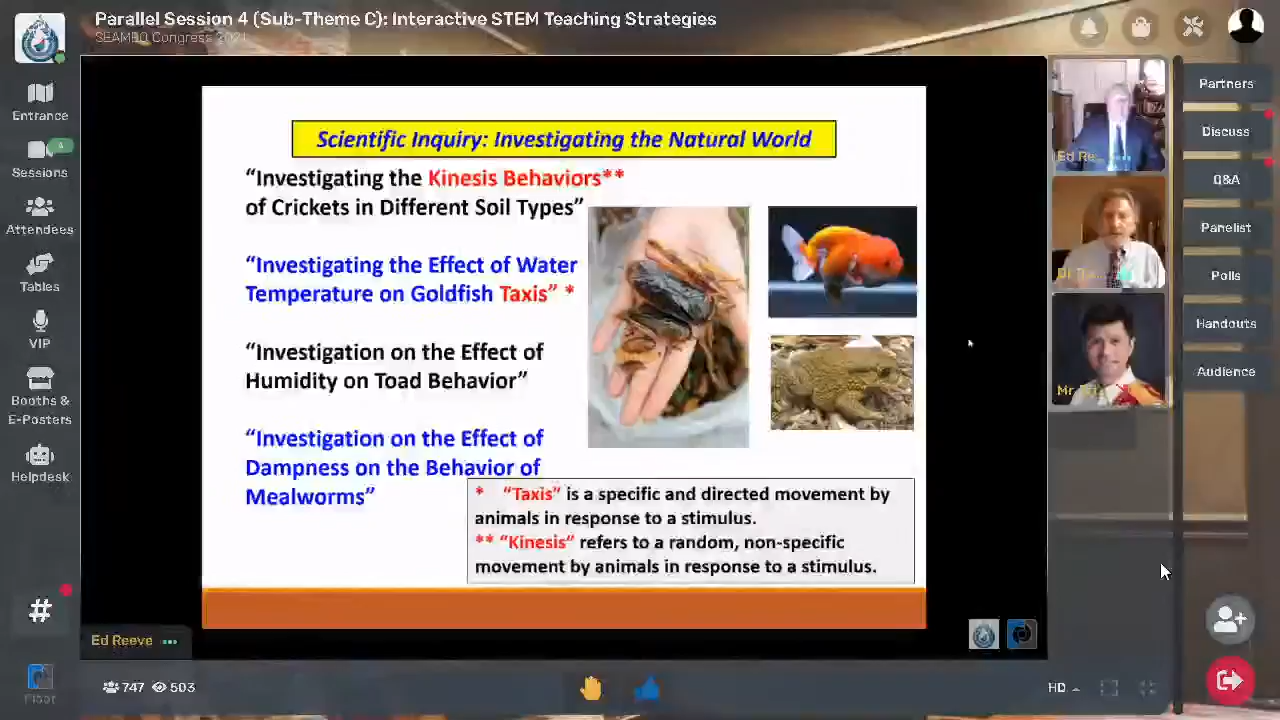 Parallel Session 4 (Sub-Theme C): Interactive STEM Teaching Strategies
SEAMEO Congress 2021
Entrance
4
Sessions
Attendees
Tables
VIP
Booths &
E-Posters
Helpdesk
#
Floor
Scientific Inquiry: Investigating the Natural World
“Investigating the Kinesis Behaviors**
of Crickets in Different Soil Types”
“Investigating the Effect of Water
Temperature on Goldfish Taxis” *
“Investigation on the Effect of
Humidity on Toad Behavior”
“Investigation on the Effect of
Dampness on the Behavior of
Mealworms”
* “Taxis” is a specific and directed movement by
animals in response to a stimulus.
** “Kinesis” refers to a random, non-specific
movement by animals in response to a stimulus.
Ed Reeve
747 503
HD
Ed Re...
Mr
Partners
Discuss
Q&A
Panelist
Polls
Handouts
Audience